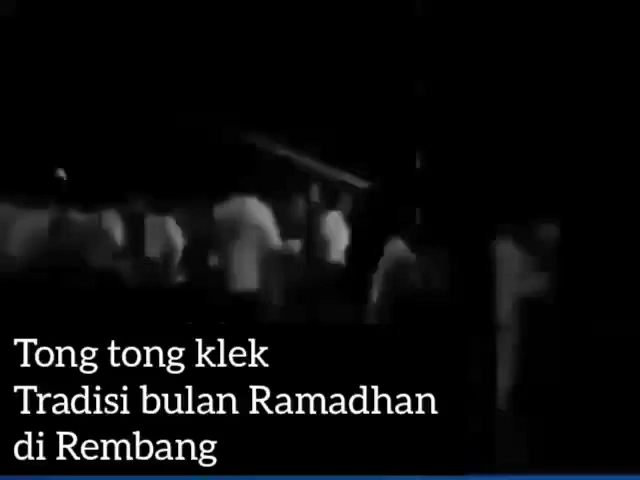 Tong tong klek
Tradisi bulan Ramadhan
di Rembang